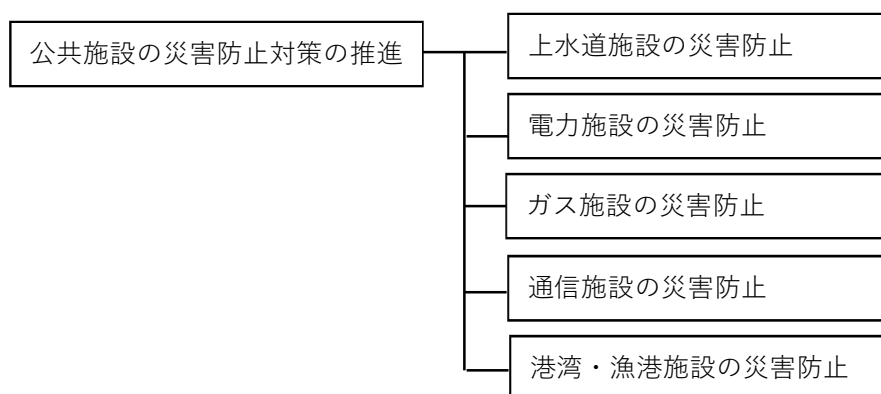 公共施設の災害防止対策の推進
上水道施設の災害防止
電力施設の災害防止
ガス施設の災害防止
通信施設の災害防止
港湾・漁港施設の災害防止